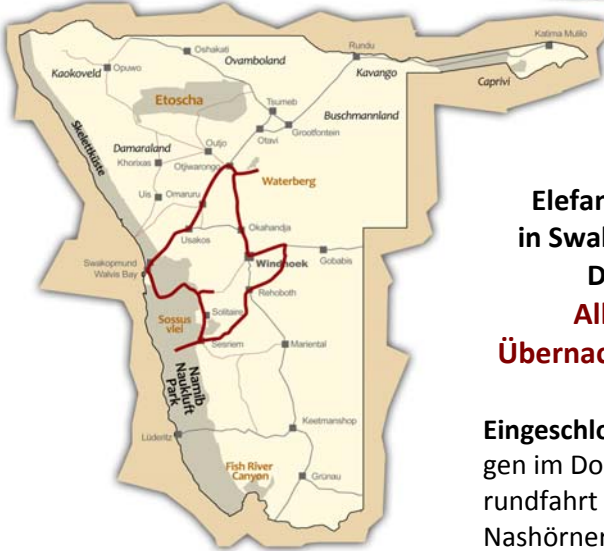 Katima Mulilo
Oshakati
Ovamboland
Rundu
Kaokoveld
Opuwo
Kavango
Caprivi
Etoscha
Tsumeb
Buschmannland
Skelettküste
Damaraland
Outjo
Otavi
Grootfontein
Khorixas
Otjiwarongo
Waterberg
Uis
Omaruru
Okahandja
Usakos
Swakopmund
Walvis Bay
Windhoek
Gobabis
Rehoboth
Solitaire
Sossus
vlei
Sesriem
Mariental
Namib
Naukluft
Park
Lüderitz
Keetmanshop
Fish River
Canyon
Grünau
Elefan
in Swal
D
All
Übernac
Eingeschlo
gen im Do
rundfahrt
Nashörner